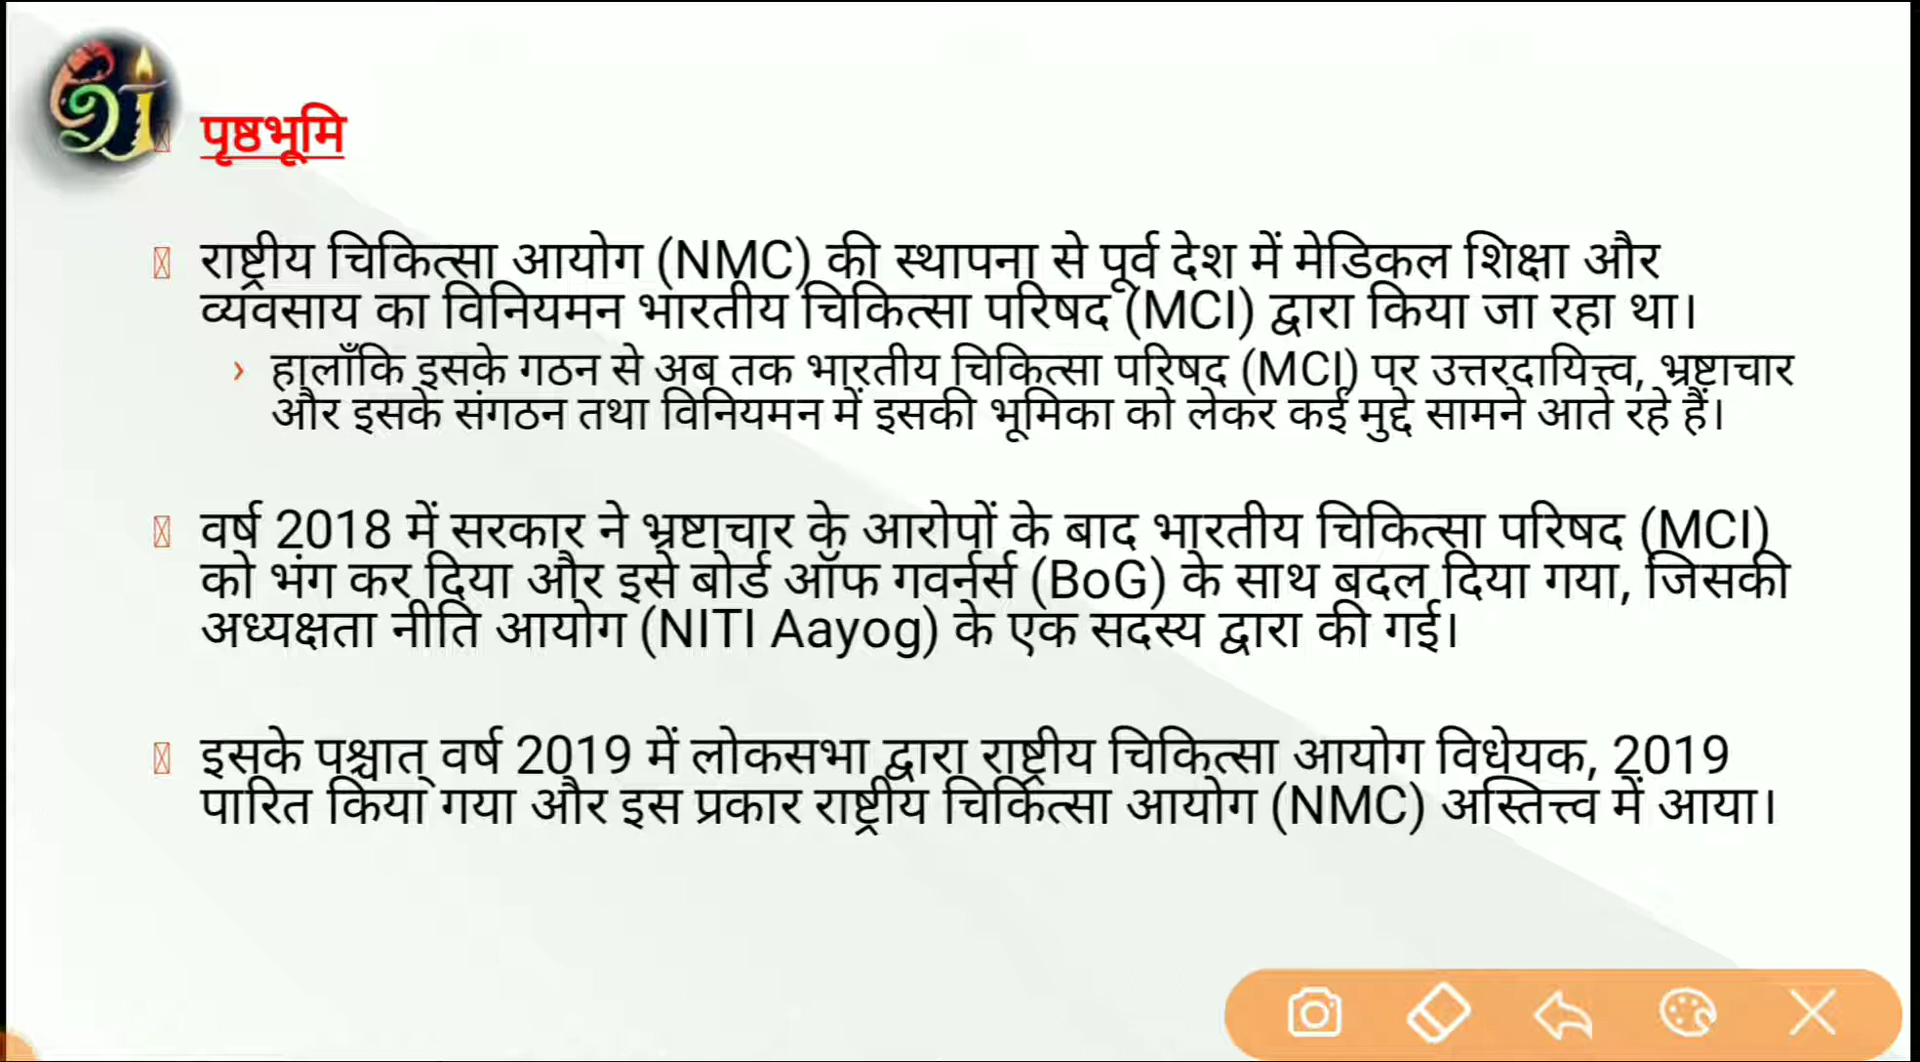 पृष्ठभूमि
राष्ट्रीय चिकित्सा आयोग (NMC) की स्थापना से पूर्व देश में मेडिकल शिक्षा और
व्यवसाय का विनियमन भारतीय चिकित्सा परिषद (MCI) द्वारा किया जा रहा था।
› हालाँकि इसके गठन से अब तक भारतीय चिकित्सा परिषद (MCI) पर उत्तरदायित्त्व, भ्रष्टाचार
और इसके संगठन तथा विनियमन में इसकी भूमिका को लेकर कई मुद्दे सामने आते रहे हैं।
वर्ष 2018 में सरकार ने भ्रष्टाचार के आरोपों के बाद भारतीय चिकित्सा परिषद (MCI)
को भंग कर दिया और इसे बोर्ड ऑफ गवर्नर्स (BoG) के साथ बदल दिया गया, जिसकी
अध्यक्षता नीति आयोग (NITI Aayog) के एक सदस्य द्वारा की गई।
इसके पश्चात् वर्ष 2019 में लोकसभा द्वारा राष्ट्रीय चिकित्सा आयोग विधेयक, 2019
पारित किया गया और इस प्रकार राष्ट्रीय चिकित्सा आयोग (NMC) अस्तित्त्व में आया।